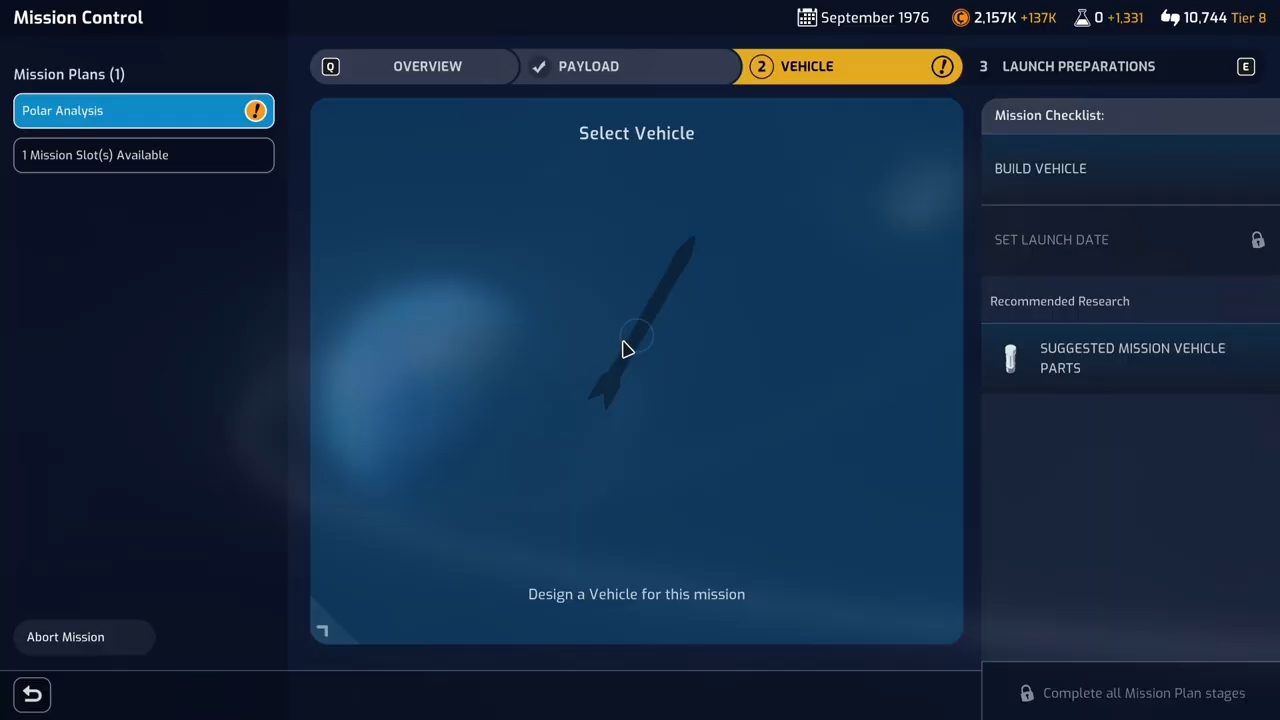 Mission Control
September 1976
2,157K +137K
0 +1,331
10,744 Tier 8
Mission Plans (1)
Polar Analysis
!
1 Mission Slot(s) Available
Abort Mission
Q
OVERVIEW
PAYLOAD
2 VEHICLE
!
3 LAUNCH PREPARATIONS
E
Select Vehicle
Design a Vehicle for this mission
Mission Checklist:
BUILD VEHICLE
SET LAUNCH DATE
Recommended Research
SUGGESTED MISSION VEHICLE
PARTS
Complete all Mission Plan stages